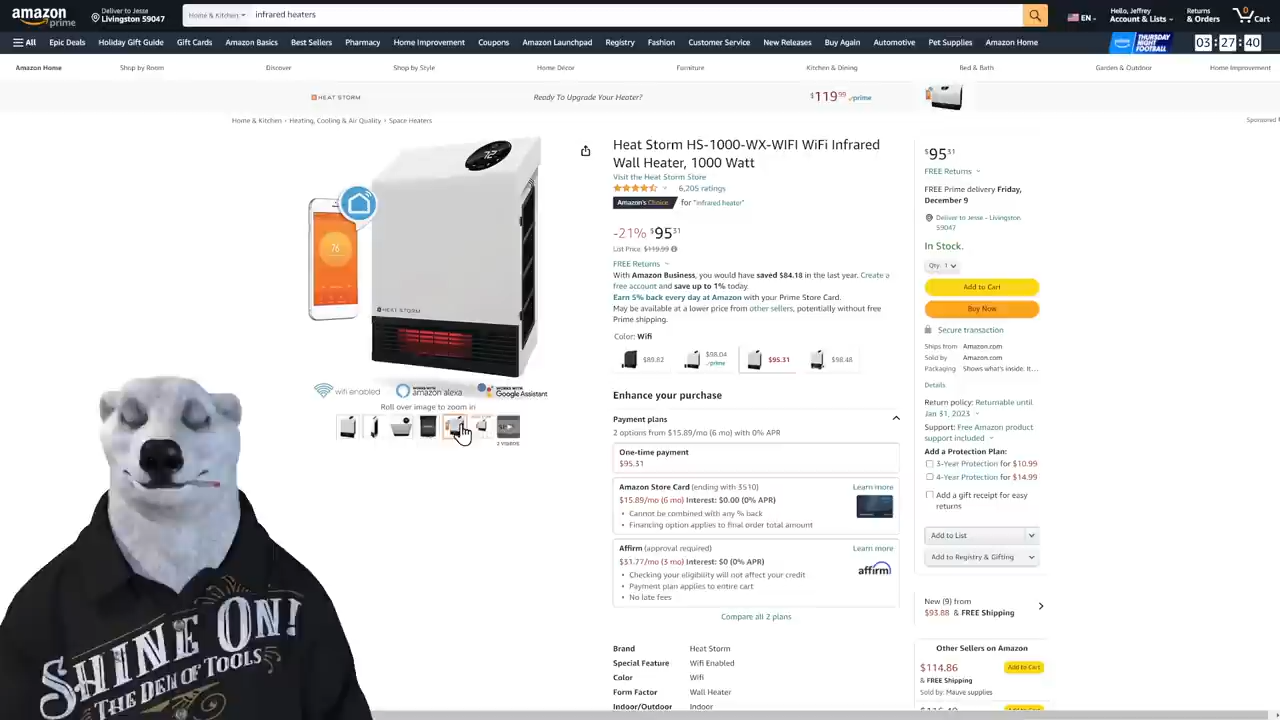 amazon
prime
Deliver to Jesse
Livingston 59047
Home & Kitchen
infrared heaters
EN
Hello, Jeffrey
Account & Lists
Returns
& Orders
Cart
All
Epic Deals
Holiday Gift Guide
Gift Cards
Amazon Basics
Best Sellers
Pharmacy
Home Improvement
Coupons
Amazon Launchpad
Registry
Fashion
Customer Service
New Releases
Buy Again
Automotive
Pet Supplies
Amazon Home
prime
THURSDAY
NIGHT
FOOTBALL
03:27:40
Amazon Home
Shop by Room
Discover
Shop by Style
Home Décor
Furniture
Kitchen & Dining
Bed & Bath
Garden & Outdoor
Home Improvement
HEAT STORM
Ready To Upgrade Your Heater?
$119.99 prime
Sponsored
Home & Kitchen › Heating, Cooling & Air Quality › Space Heaters
72
76
HEAT STORM
wifi enabled
WORKS WITH
amazon alexa
WORKS WITH
Google Assistant
Roll over image to zoom in
2 VIDEOS
Heat Storm HS-1000-WX-WIFI WiFi Infrared
Wall Heater, 1000 Watt
Visit the Heat Storm Store
6,205 ratings
Amazon's Choice for "infrared heater"
-21% $95.31
List Price: $119.99
FREE Returns
With Amazon Business, you would have saved $84.18 in the last year. Create a
free account and save up to 1% today.
Earn 5% back every day at Amazon with your Prime Store Card.
May be available at a lower price from other sellers, potentially without free
Prime shipping.
Color: Wifi
$89.82
$98.04
prime
$95.31
$98.48
Enhance your purchase
Payment plans
2 options from $15.89/mo (6 mo) with 0% APR
One-time payment
$95.31
Amazon Store Card (ending with 3510)
Learn more
$15.89/mo (6 mo) Interest: $0.00 (0% APR)
• Cannot be combined with any % back
• Financing option applies to final order total amount
Affirm (approval required)
Learn more
$31.77/mo (3 mo) Interest: $0 (0% APR)
affirm
• Checking your eligibility will not affect your credit
• Payment plan applies to entire cart
• No late fees
Compare all 2 plans
Brand Heat Storm
Special Feature Wifi Enabled
Color Wifi
Form Factor Wall Heater
Indoor/Outdoor Indoor
$95.31
FREE Returns
FREE Prime delivery Friday,
December 9
Deliver to Jesse - Livingston
59047
In Stock.
Qty: 1
Add to Cart
Buy Now
Secure transaction
Ships from Amazon.com
Sold by Amazon.com
Packaging Shows what's inside. It…
Details
Return policy: Returnable until
Jan 31, 2023
Support: Free Amazon product
support included
Add a Protection Plan:
3-Year Protection for $10.99
4-Year Protection for $14.99
Add a gift receipt for easy
returns
Add to List
Add to Registry & Gifting
New (9) from
$93.88 & FREE Shipping
Other Sellers on Amazon
$114.86
Add to Cart
& FREE Shipping
Sold by: Mauve supplies
ON!
TOOLS